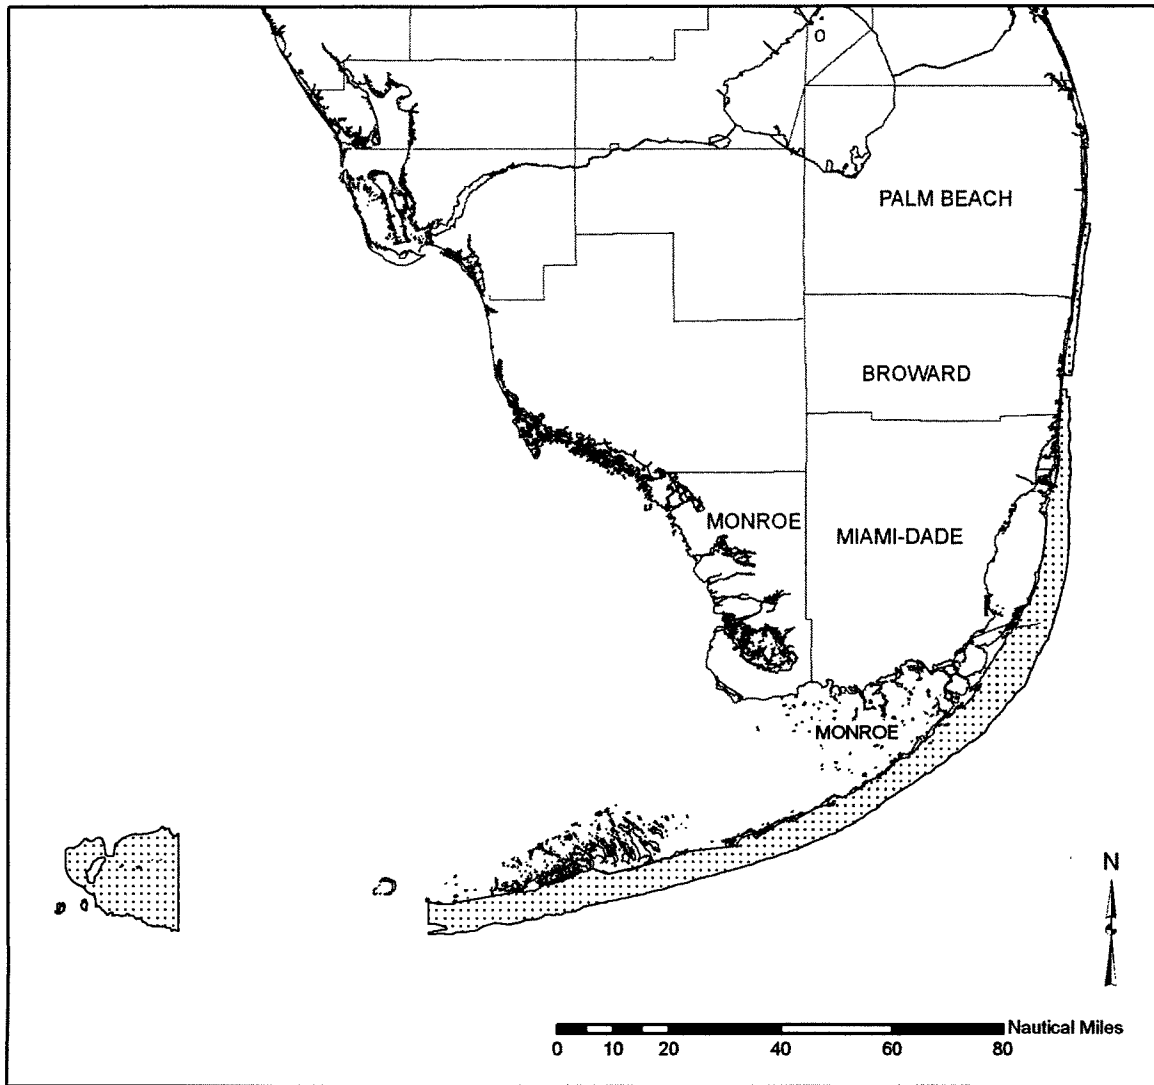 PALM BEACH
BROWARD
MONROE
MIAMI-DADE
MONROE
N
Nautical Miles
0 10 20 40 60 80